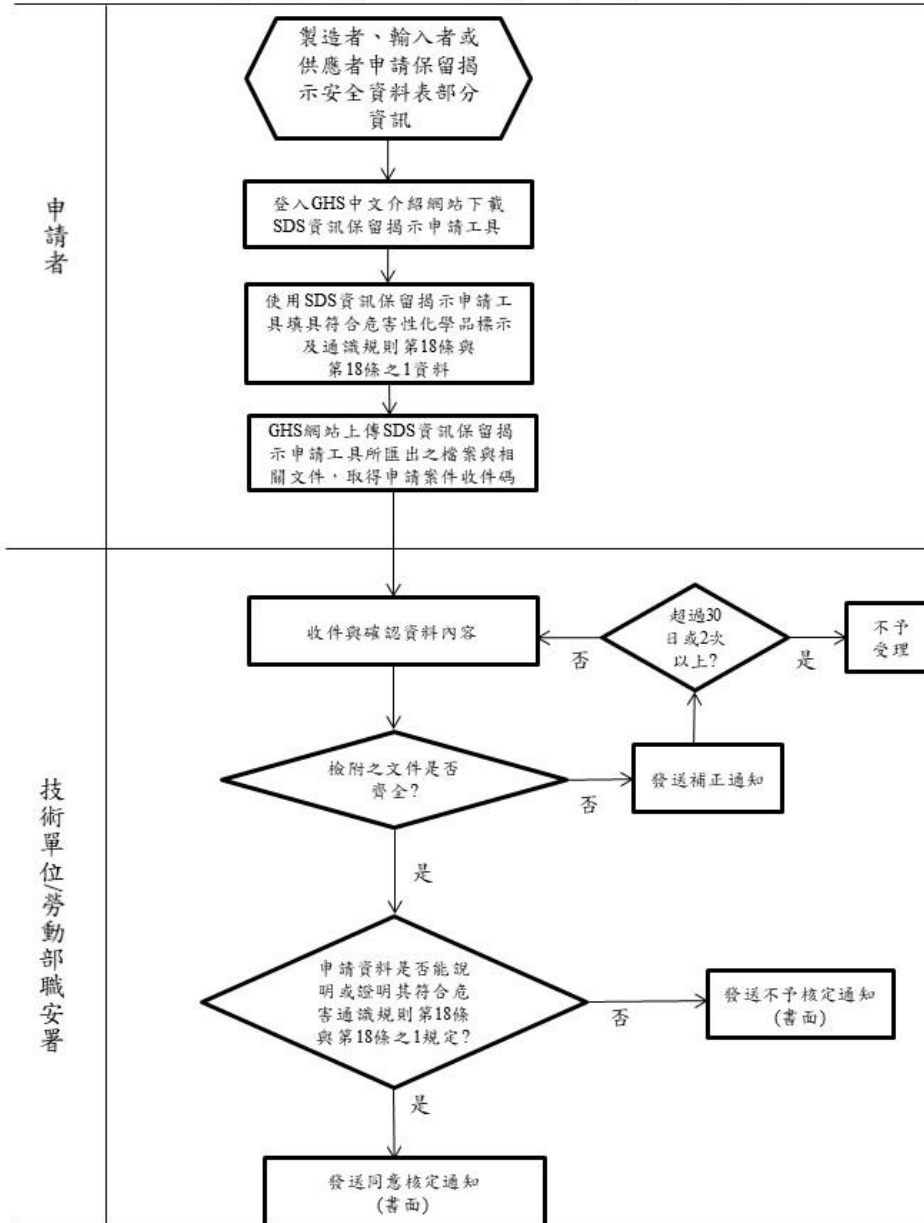 製造者、輸入者或
供應者申請保留揭
示安全資料表部分
資訊
申請者
登入GHS中文介紹網站下載
SDS資訊保留揭示申請工具
使用SDS資訊保留揭示申請工
具填具符合危害性化學品標示
及通識規則第18條與
第18條之1資料
GHS網站上傳SDS資訊保留揭
示申請工具所匯出之檔案與相
關文件，取得申請案件收件碼
技術單位/勞動部職安署
收件與確認資料內容
超過30
日或2次
以上?
否
是
不予
受理
檢附之文件是否
齊全?
否
發送補正通知
是
申請資料是否能說
明或證明其符合危
害通識規則第18條
與第18條之1規定?
否
發送不予核定通知
(書面)
是
發送同意核定通知
(書面)